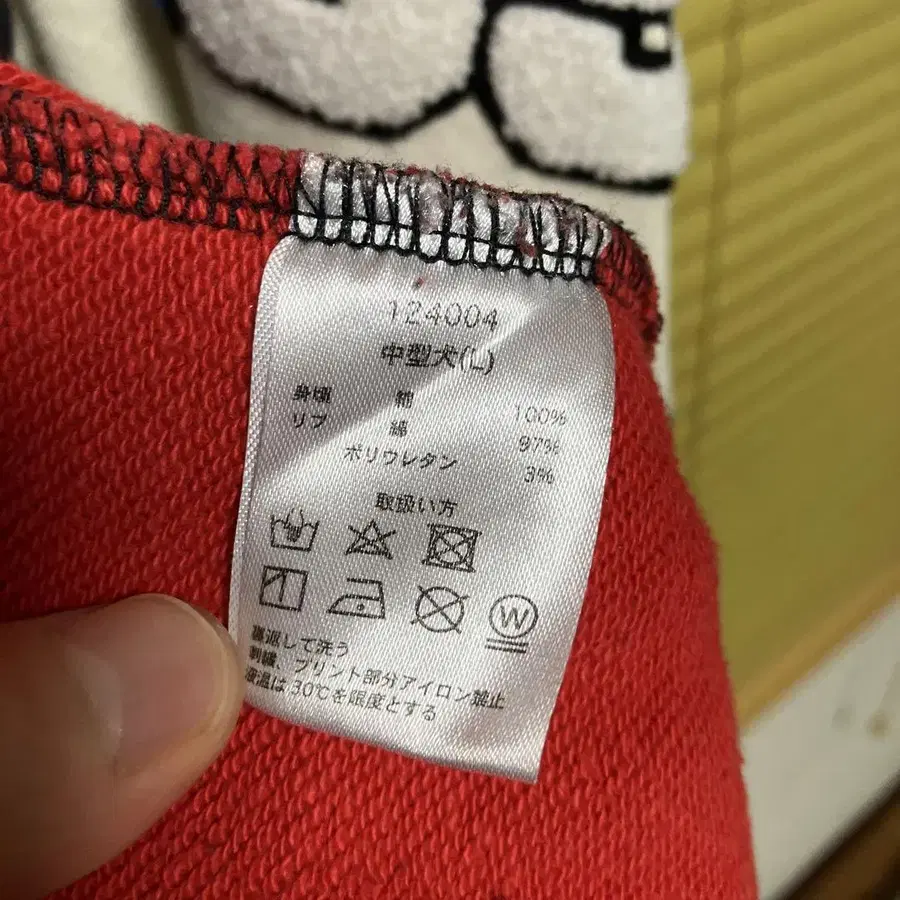 124004
中型犬(L)
身頃 綿 100%
リブ 綿 97%
ポリウレタン 3%
取扱い方
W
裏返して洗う
刺繍、プリント部分アイロン禁止
液温は30℃を限度とする